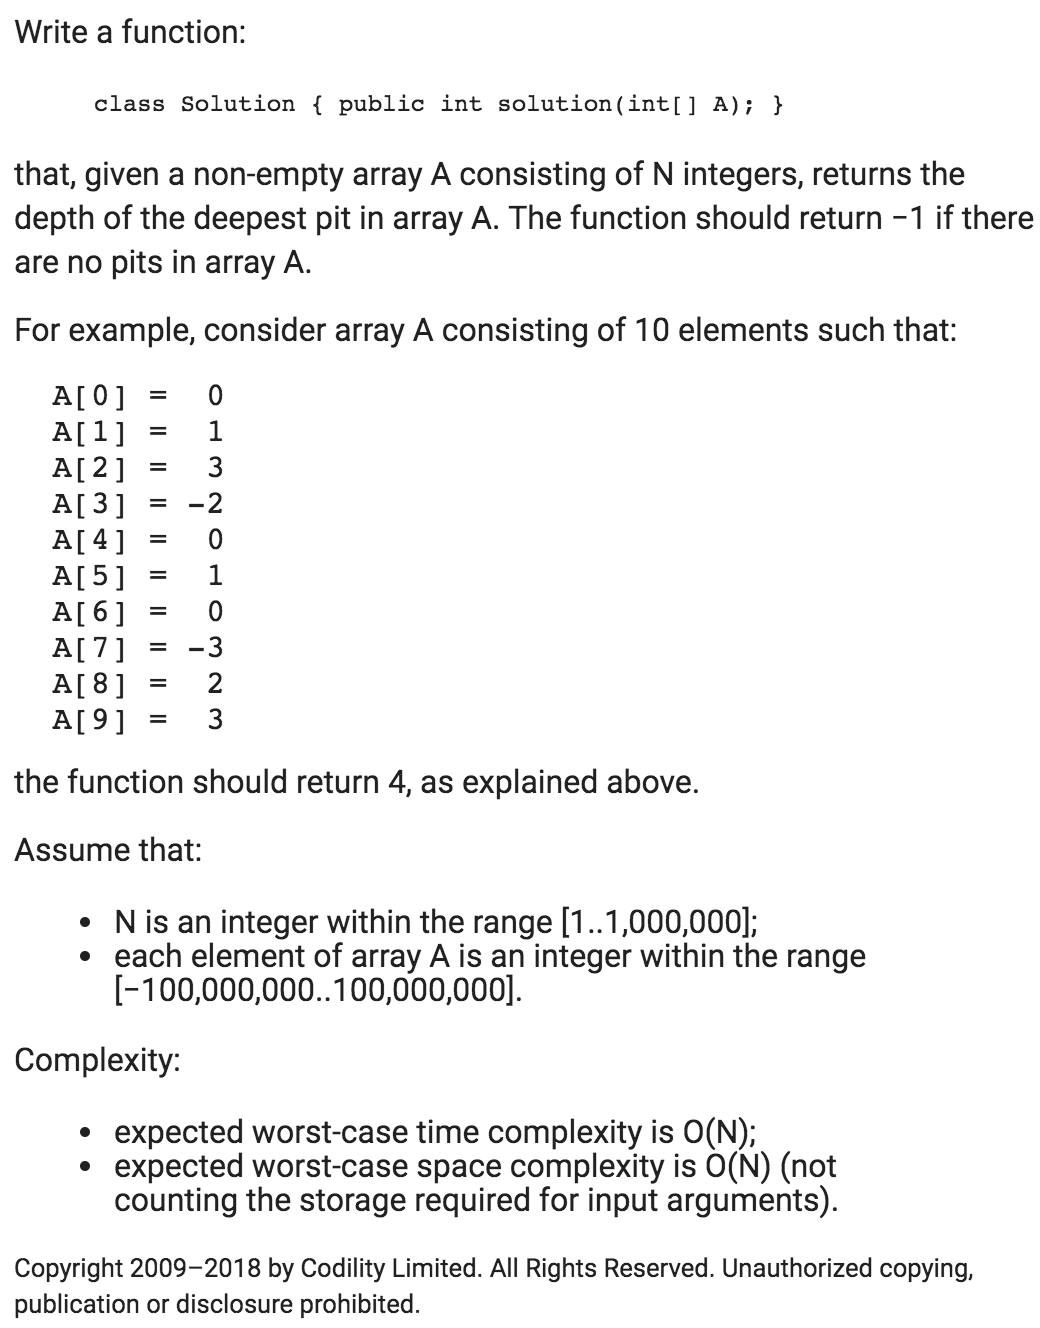 Write a function:
class Solution { public int solution(int[] A); }
that, given a non-empty array A consisting of N integers, returns the
depth of the deepest pit in array A. The function should return −1 if there
are no pits in array A.
For example, consider array A consisting of 10 elements such that:
A[0] = 0
A[1] = 1
A[2] = 3
A[3] = -2
A[4] = 0
A[5] = 1
A[6] = 0
A[7] = -3
A[8] = 2
A[9] = 3
the function should return 4, as explained above.
Assume that:
• N is an integer within the range [1..1,000,000];
• each element of array A is an integer within the range
[−100,000,000..100,000,000].
Complexity:
• expected worst-case time complexity is O(N);
• expected worst-case space complexity is O(N) (not
counting the storage required for input arguments).
Copyright 2009–2018 by Codility Limited. All Rights Reserved. Unauthorized copying,
publication or disclosure prohibited.